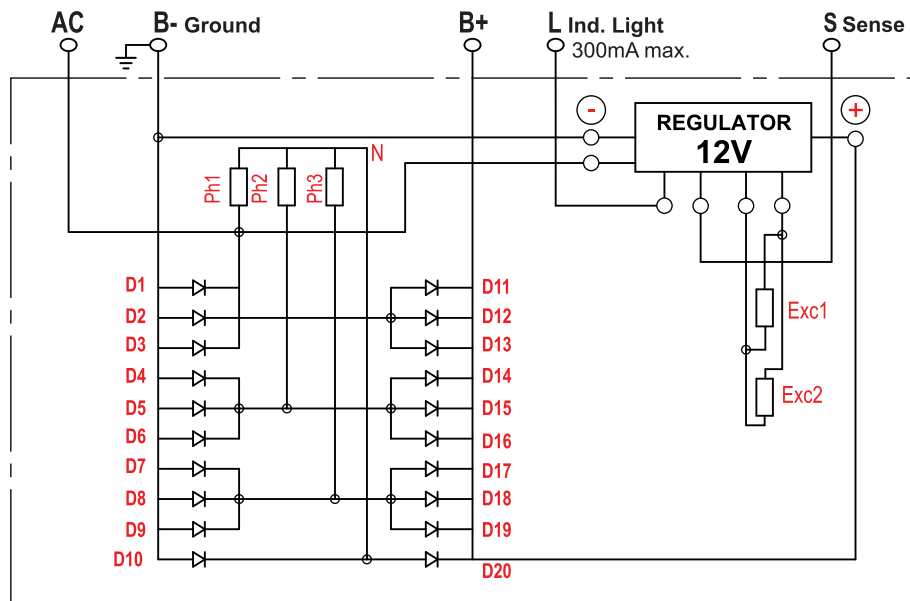 AC
B- Ground
B+
L Ind. Light
300mA max.
S Sense
-
+
REGULATOR
12V
N
Ph1
Ph2
Ph3
D1
D2
D3
D4
D5
D6
D7
D8
D9
D10
D11
D12
D13
D14
D15
D16
D17
D18
D19
D20
Exc1
Exc2